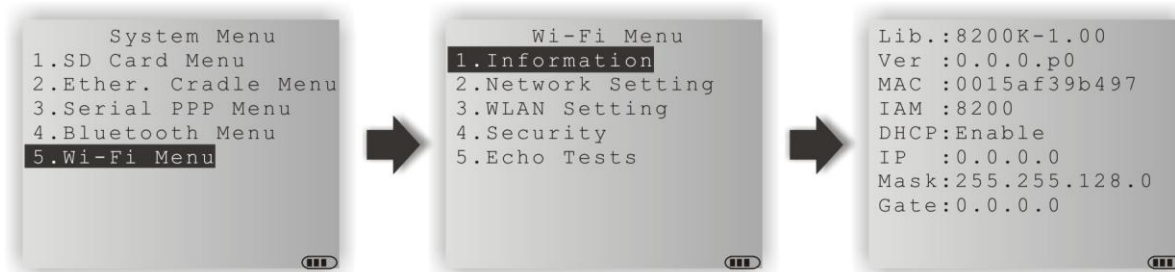 System Menu
1.SD Card Menu
2.Ether. Cradle Menu
3.Serial PPP Menu
4.Bluetooth Menu
5.Wi-Fi Menu
Wi-Fi Menu
1.Information
2.Network Setting
3.WLAN Setting
4.Security
5.Echo Tests
Lib.:8200K-1.00
Ver :0.0.0.p0
MAC :0015af39b497
IAM :8200
DHCP:Enable
IP  :0.0.0.0
Mask:255.255.128.0
Gate:0.0.0.0